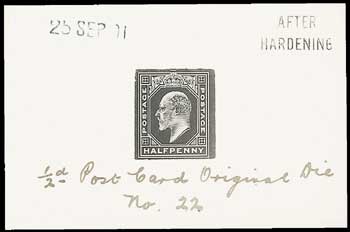 25 SEP 11
AFTER
HARDENING
POSTAGE
POSTAGE
HALFPENNY
½d Post Card Original Die
No. 22